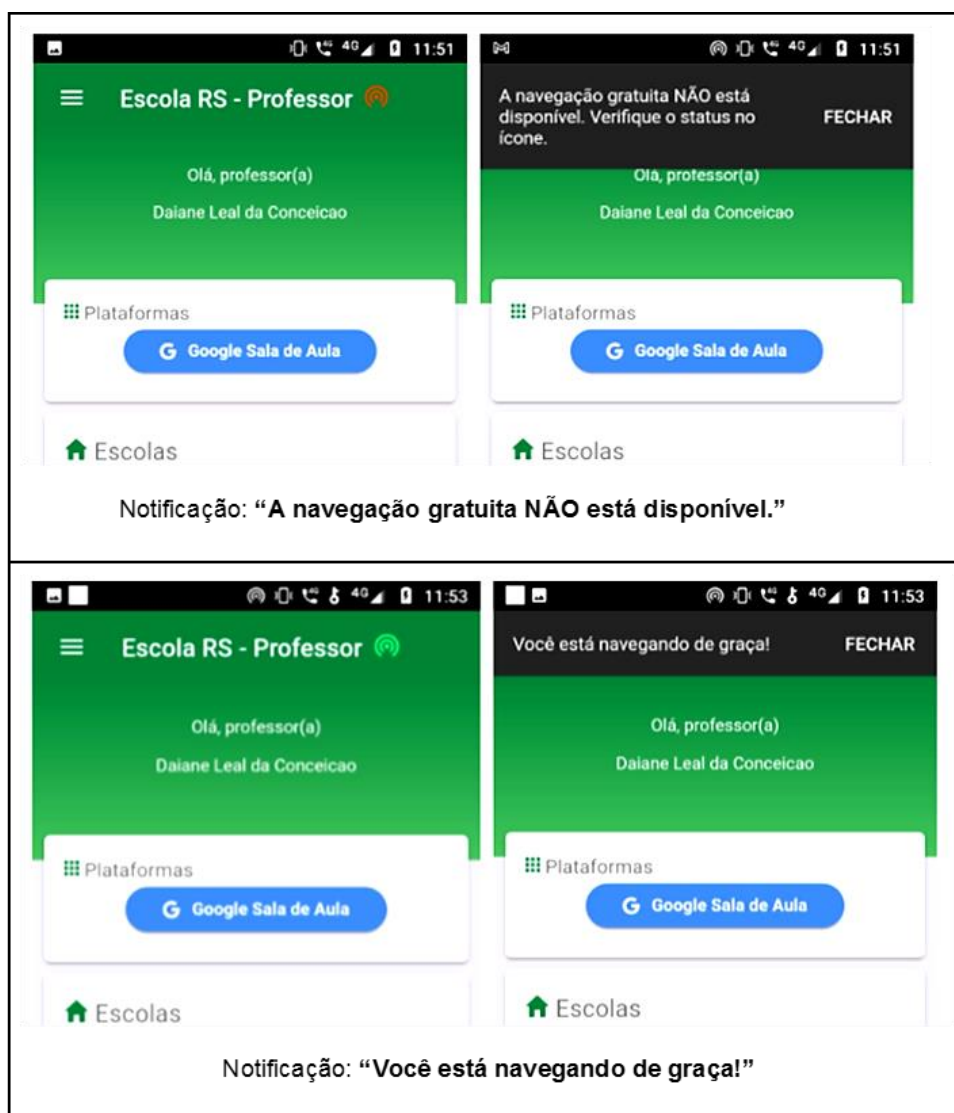 4G 11:51
Escola RS - Professor
Olá, professor(a)
Daiane Leal da Conceicao
Plataformas
G Google Sala de Aula
Escolas
4G 11:51
A navegação gratuita NÃO está
disponível. Verifique o status no
ícone.
FECHAR
Olá, professor(a)
Daiane Leal da Conceicao
Plataformas
G Google Sala de Aula
Escolas
Notificação: “A navegação gratuita NÃO está disponível.”
4G 11:53
Escola RS - Professor
Olá, professor(a)
Daiane Leal da Conceicao
Plataformas
G Google Sala de Aula
Escolas
4G 11:53
Você está navegando de graça! FECHAR
Olá, professor(a)
Daiane Leal da Conceicao
Plataformas
G Google Sala de Aula
Escolas
Notificação: “Você está navegando de graça!”